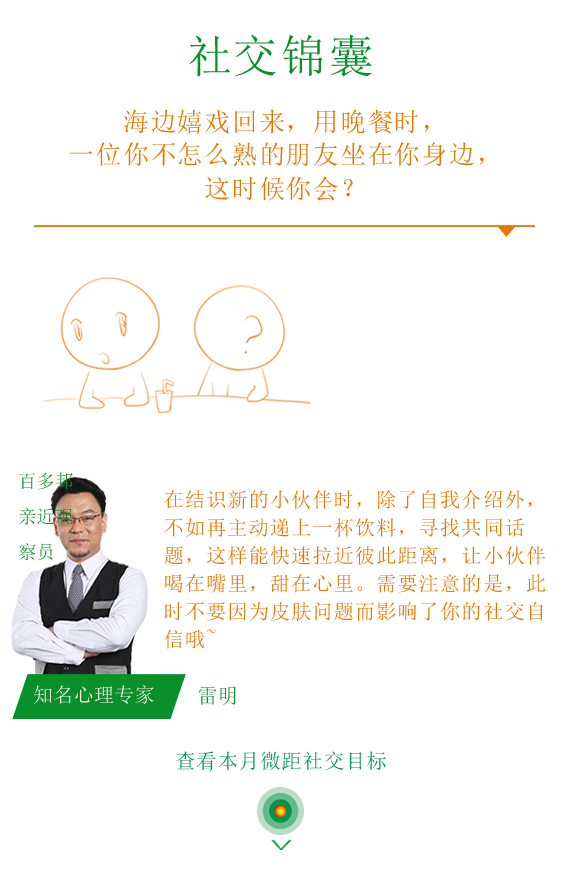 社交锦囊
海边嬉戏回来，用晚餐时，
一位你不怎么熟的朋友坐在你身边，
这时候你会？
?
百多邦
亲近观
察员
在结识新的小伙伴时，除了自我介绍外，
不如再主动递上一杯饮料，寻找共同话
题，这样能快速拉近彼此距离，让小伙伴
喝在嘴里，甜在心里。需要注意的是，此
时不要因为皮肤问题而影响了你的社交自
信哦~
知名心理专家 雷明
查看本月微距社交目标